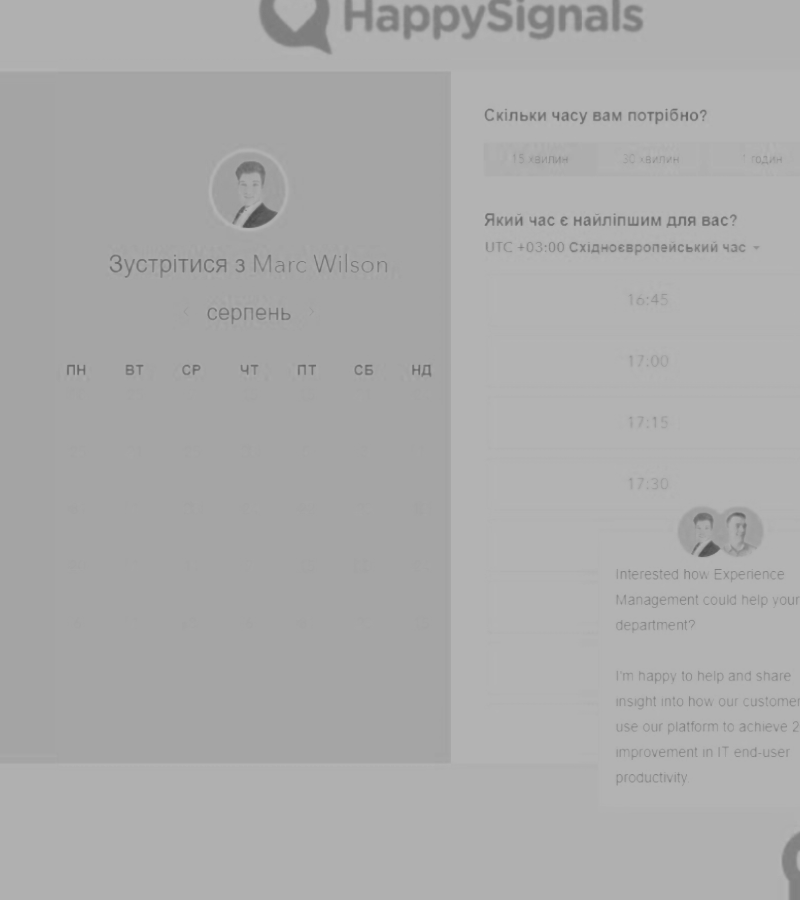 HappySignals
Зустрітися з Marc Wilson
серпень
ПН ВТ СР ЧТ ПТ СБ НД
Скільки часу вам потрібно?
15 хвилин 30 хвилин 1 годин
Який час є найліпшим для вас?
UTC +03:00 Східноєвропейський час
16:45
17:00
17:15
17:30
Interested how Experience
Management could help your
department?
I'm happy to help and share
insight into how our customer
use our platform to achieve 2
improvement in IT end-user
productivity.